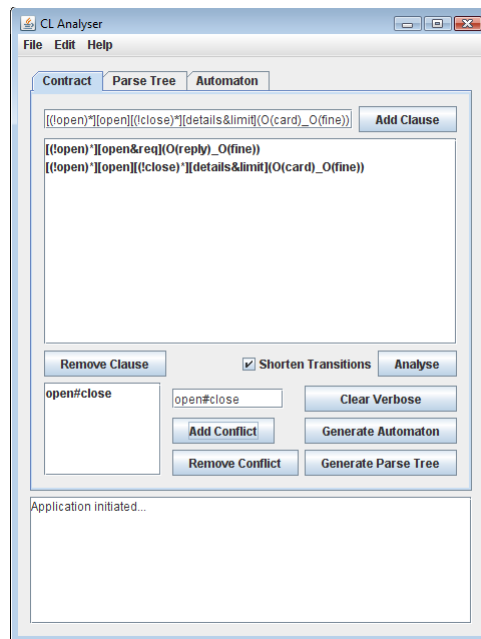 CL Analyser
File Edit Help
Contract Parse Tree Automaton
[(!open)*][open][(!close)*][details&limit](O(card)_O(fine)) Add Clause
[(!open)*][open&req](O(reply)_O(fine))
[(!open)*][open][(!close)*][details&limit](O(card)_O(fine))
Remove Clause Shorten Transitions Analyse
open#close open#close Clear Verbose
Add Conflict Generate Automaton
Remove Conflict Generate Parse Tree
Application initiated...